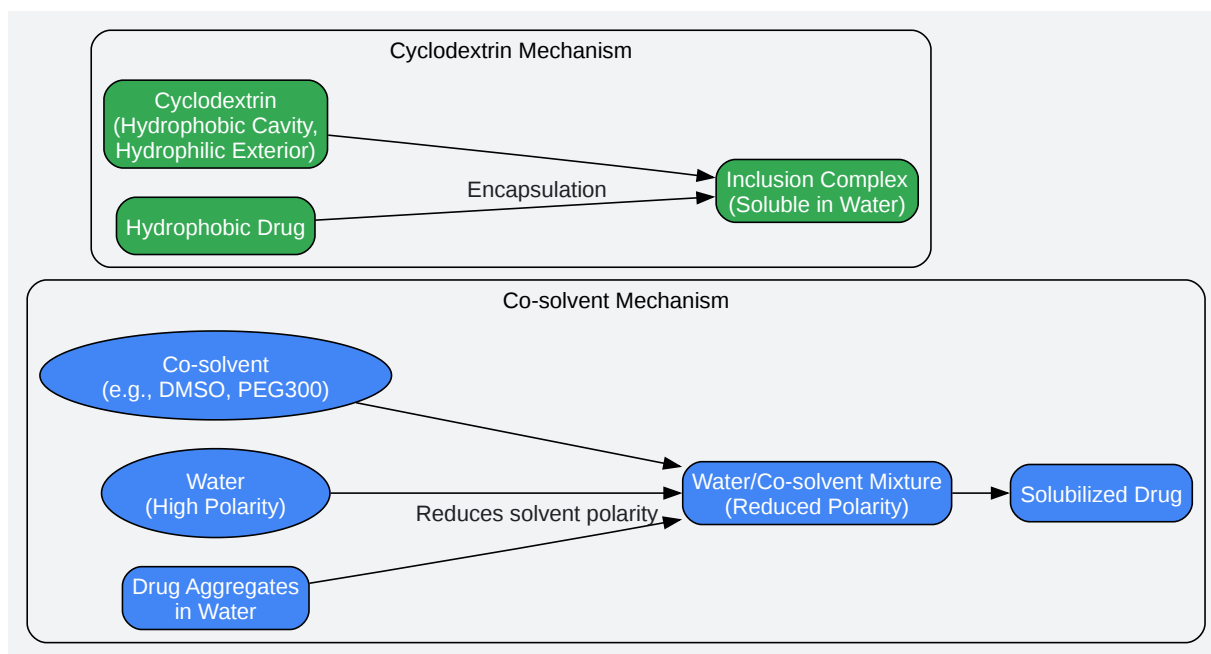 Cyclodextrin Mechanism
Cyclodextrin
(Hydrophobic Cavity,
Hydrophilic Exterior)
Hydrophobic Drug
Encapsulation
Inclusion Complex
(Soluble in Water)
Co-solvent Mechanism
Co-solvent
(e.g., DMSO, PEG300)
Water
(High Polarity)
Drug Aggregates
in Water
Reduces solvent polarity
Water/Co-solvent Mixture
(Reduced Polarity)
Solubilized Drug